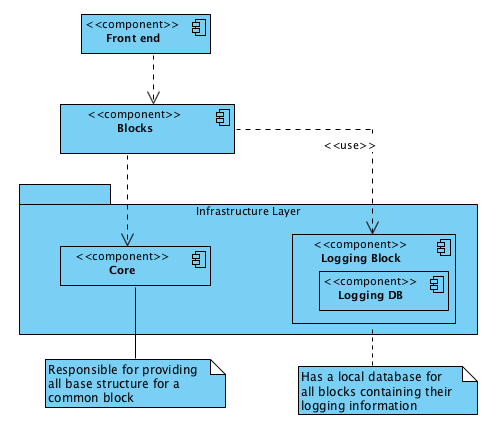 <<component>>
Front end
<<component>>
Blocks
<<use>>
Infrastructure Layer
<<component>>
Core
<<component>>
Logging Block
<<component>>
Logging DB
Responsible for providing
all base structure for a
common block
Has a local database for
all blocks containing their
logging information